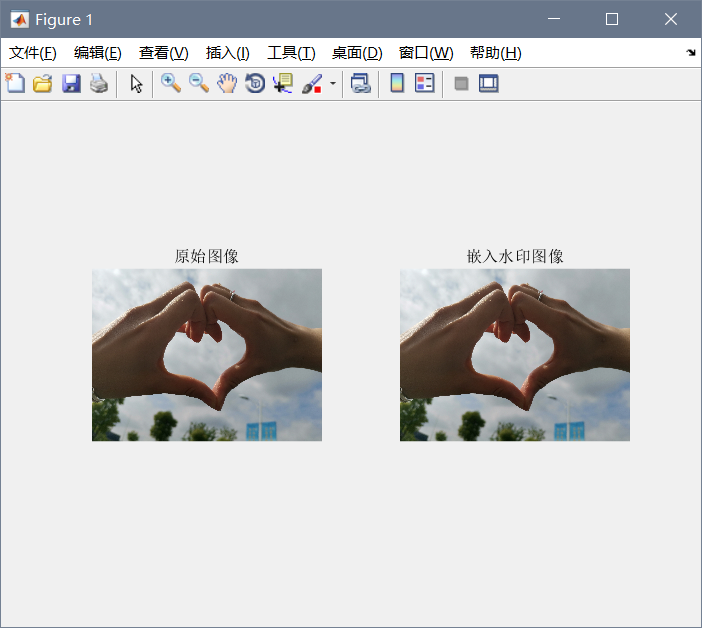 Figure 1
文件(F) 编辑(E) 查看(V) 插入(I) 工具(T) 桌面(D) 窗口(W) 帮助(H)
原始图像 嵌入水印图像